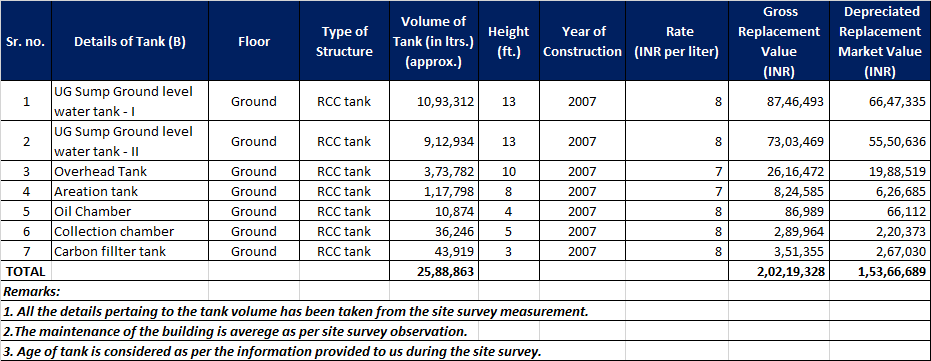 Sr. no. Details of Tank (B) Floor Type of Structure Volume of Tank (in ltrs.) (approx.) Height (ft.) Year of Construction Rate (INR per liter) Gross Replacement Value (INR) Depreciated Replacement Market Value (INR)
1 UG Sump Ground level water tank - I Ground RCC tank 10,93,312 13 2007 8 87,46,493 66,47,335
2 UG Sump Ground level water tank - II Ground RCC tank 9,12,934 13 2007 8 73,03,469 55,50,636
3 Overhead Tank Ground RCC tank 3,73,782 10 2007 7 26,16,472 19,88,519
4 Areation tank Ground RCC tank 1,17,798 8 2007 7 8,24,585 6,26,685
5 Oil Chamber Ground RCC tank 10,874 4 2007 8 86,989 66,112
6 Collection chamber Ground RCC tank 36,246 5 2007 8 2,89,964 2,20,373
7 Carbon fillter tank Ground RCC tank 43,919 3 2007 8 3,51,355 2,67,030
TOTAL 25,88,863 2,02,19,328 1,53,66,689
Remarks:
1. All the details pertaing to the tank volume has been taken from the site survey measurement.
2.The maintenance of the building is averege as per site survey observation.
3. Age of tank is considered as per the information provided to us during the site survey.